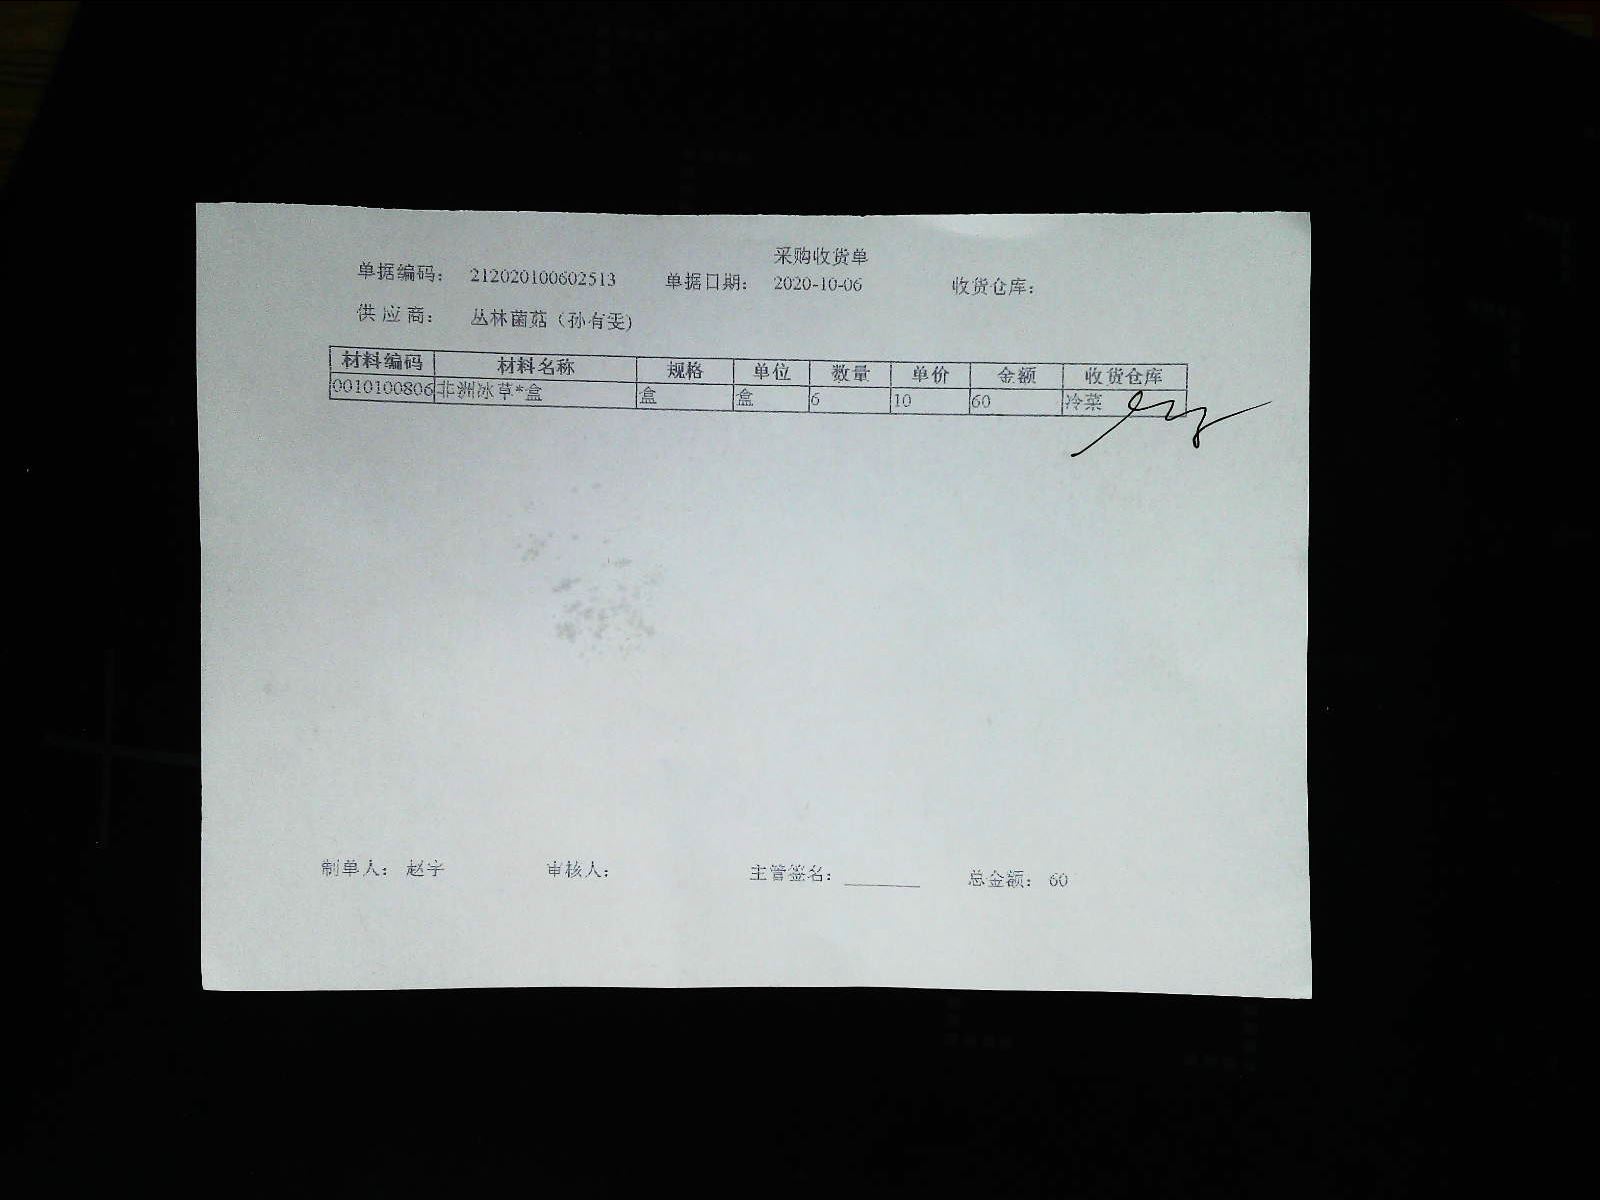 采购收货单
单据编码： 212020100602513 单据日期： 2020-10-06 收货仓库：
供应商： 丛林菌菇（孙有雯）
材料编码 材料名称 规格 单位 数量 单价 金额 收货仓库
0010100806 非洲冰草*盒 盒 盒 6 10 60 冷菜
制单人： 赵宇 审核人： 主管签名： 总金额： 60